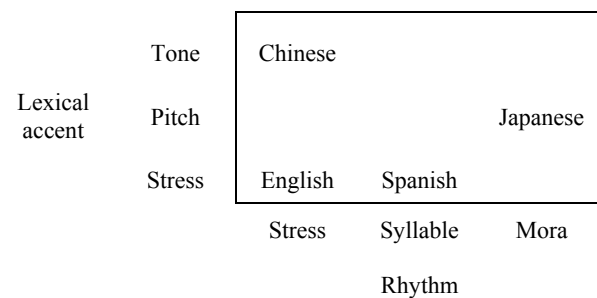 Tone Chinese
Lexical
accent
Pitch Japanese
Stress English Spanish
Stress Syllable Mora
Rhythm